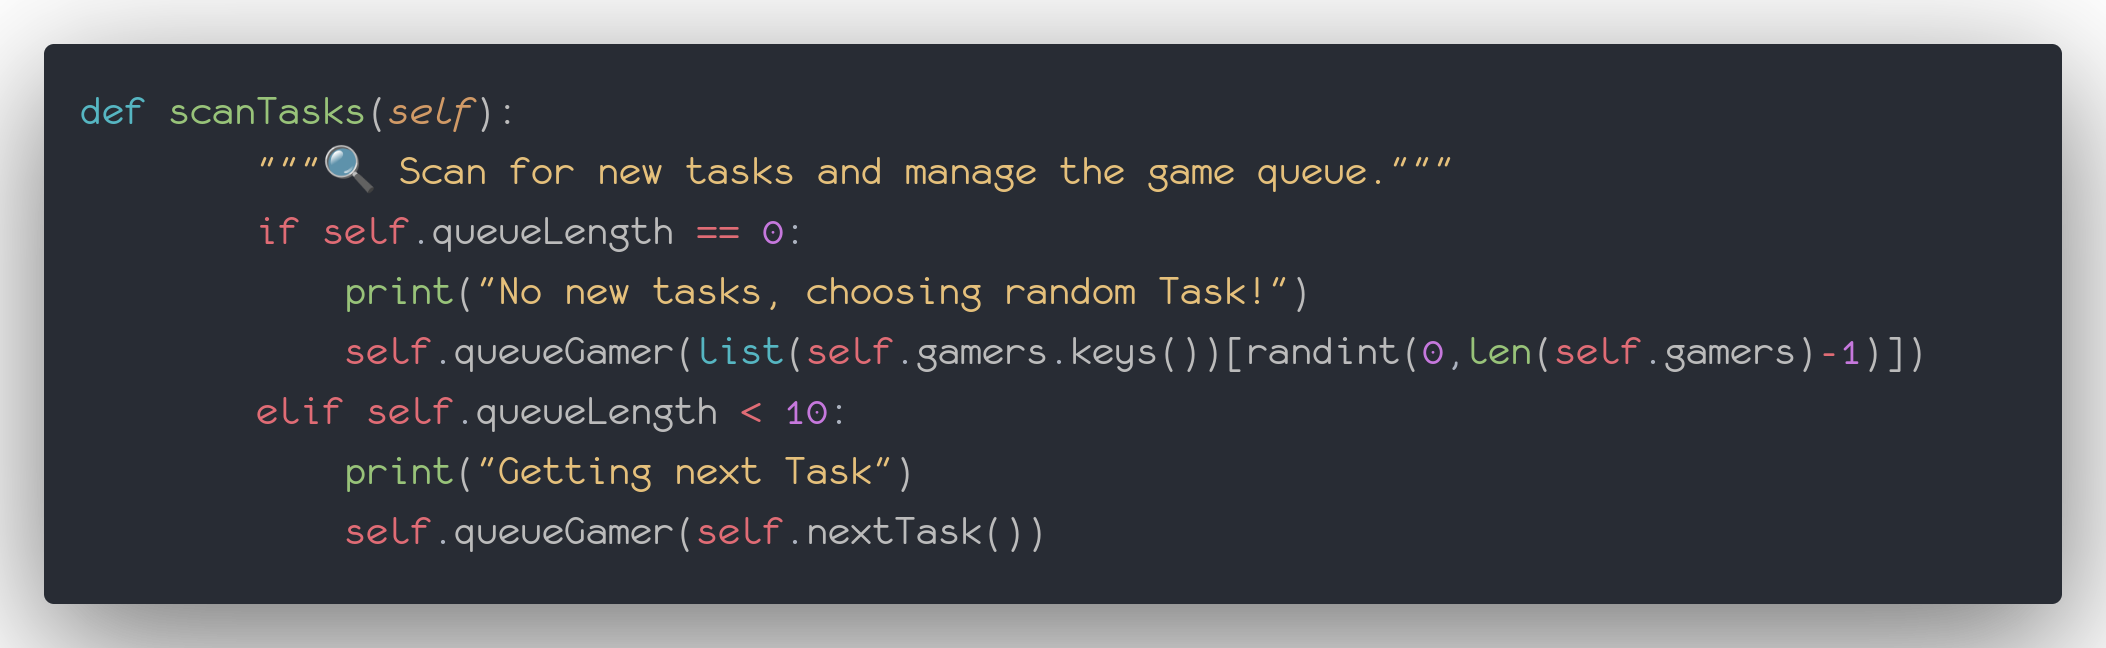 def scanTasks(self):
        """🔍 Scan for new tasks and manage the game queue."""
        if self.queueLength == 0:
            print("No new tasks, choosing random Task!")
            self.queueGamer(list(self.gamers.keys())[randint(0,len(self.gamers)-1)])
        elif self.queueLength < 10:
            print("Getting next Task")
            self.queueGamer(self.nextTask())